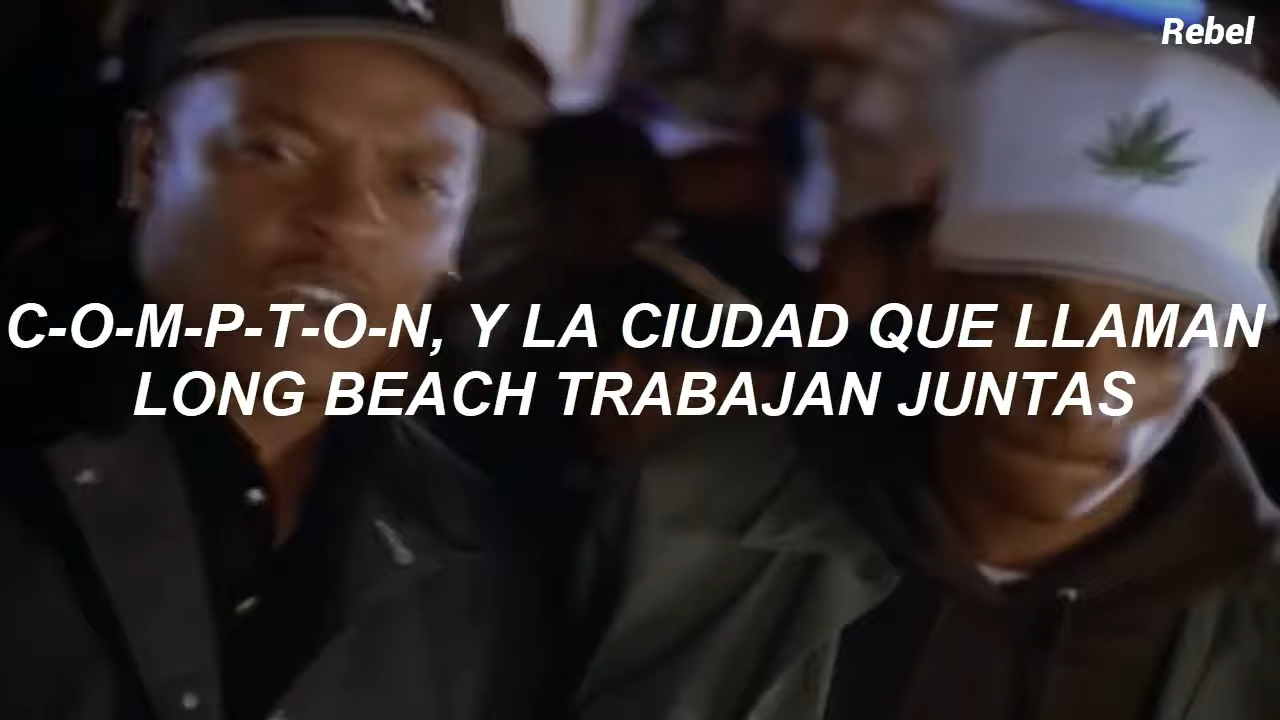 Rebel
C-O-M-P-T-O-N, Y LA CIUDAD QUE LLAMAN
LONG BEACH TRABAJAN JUNTAS